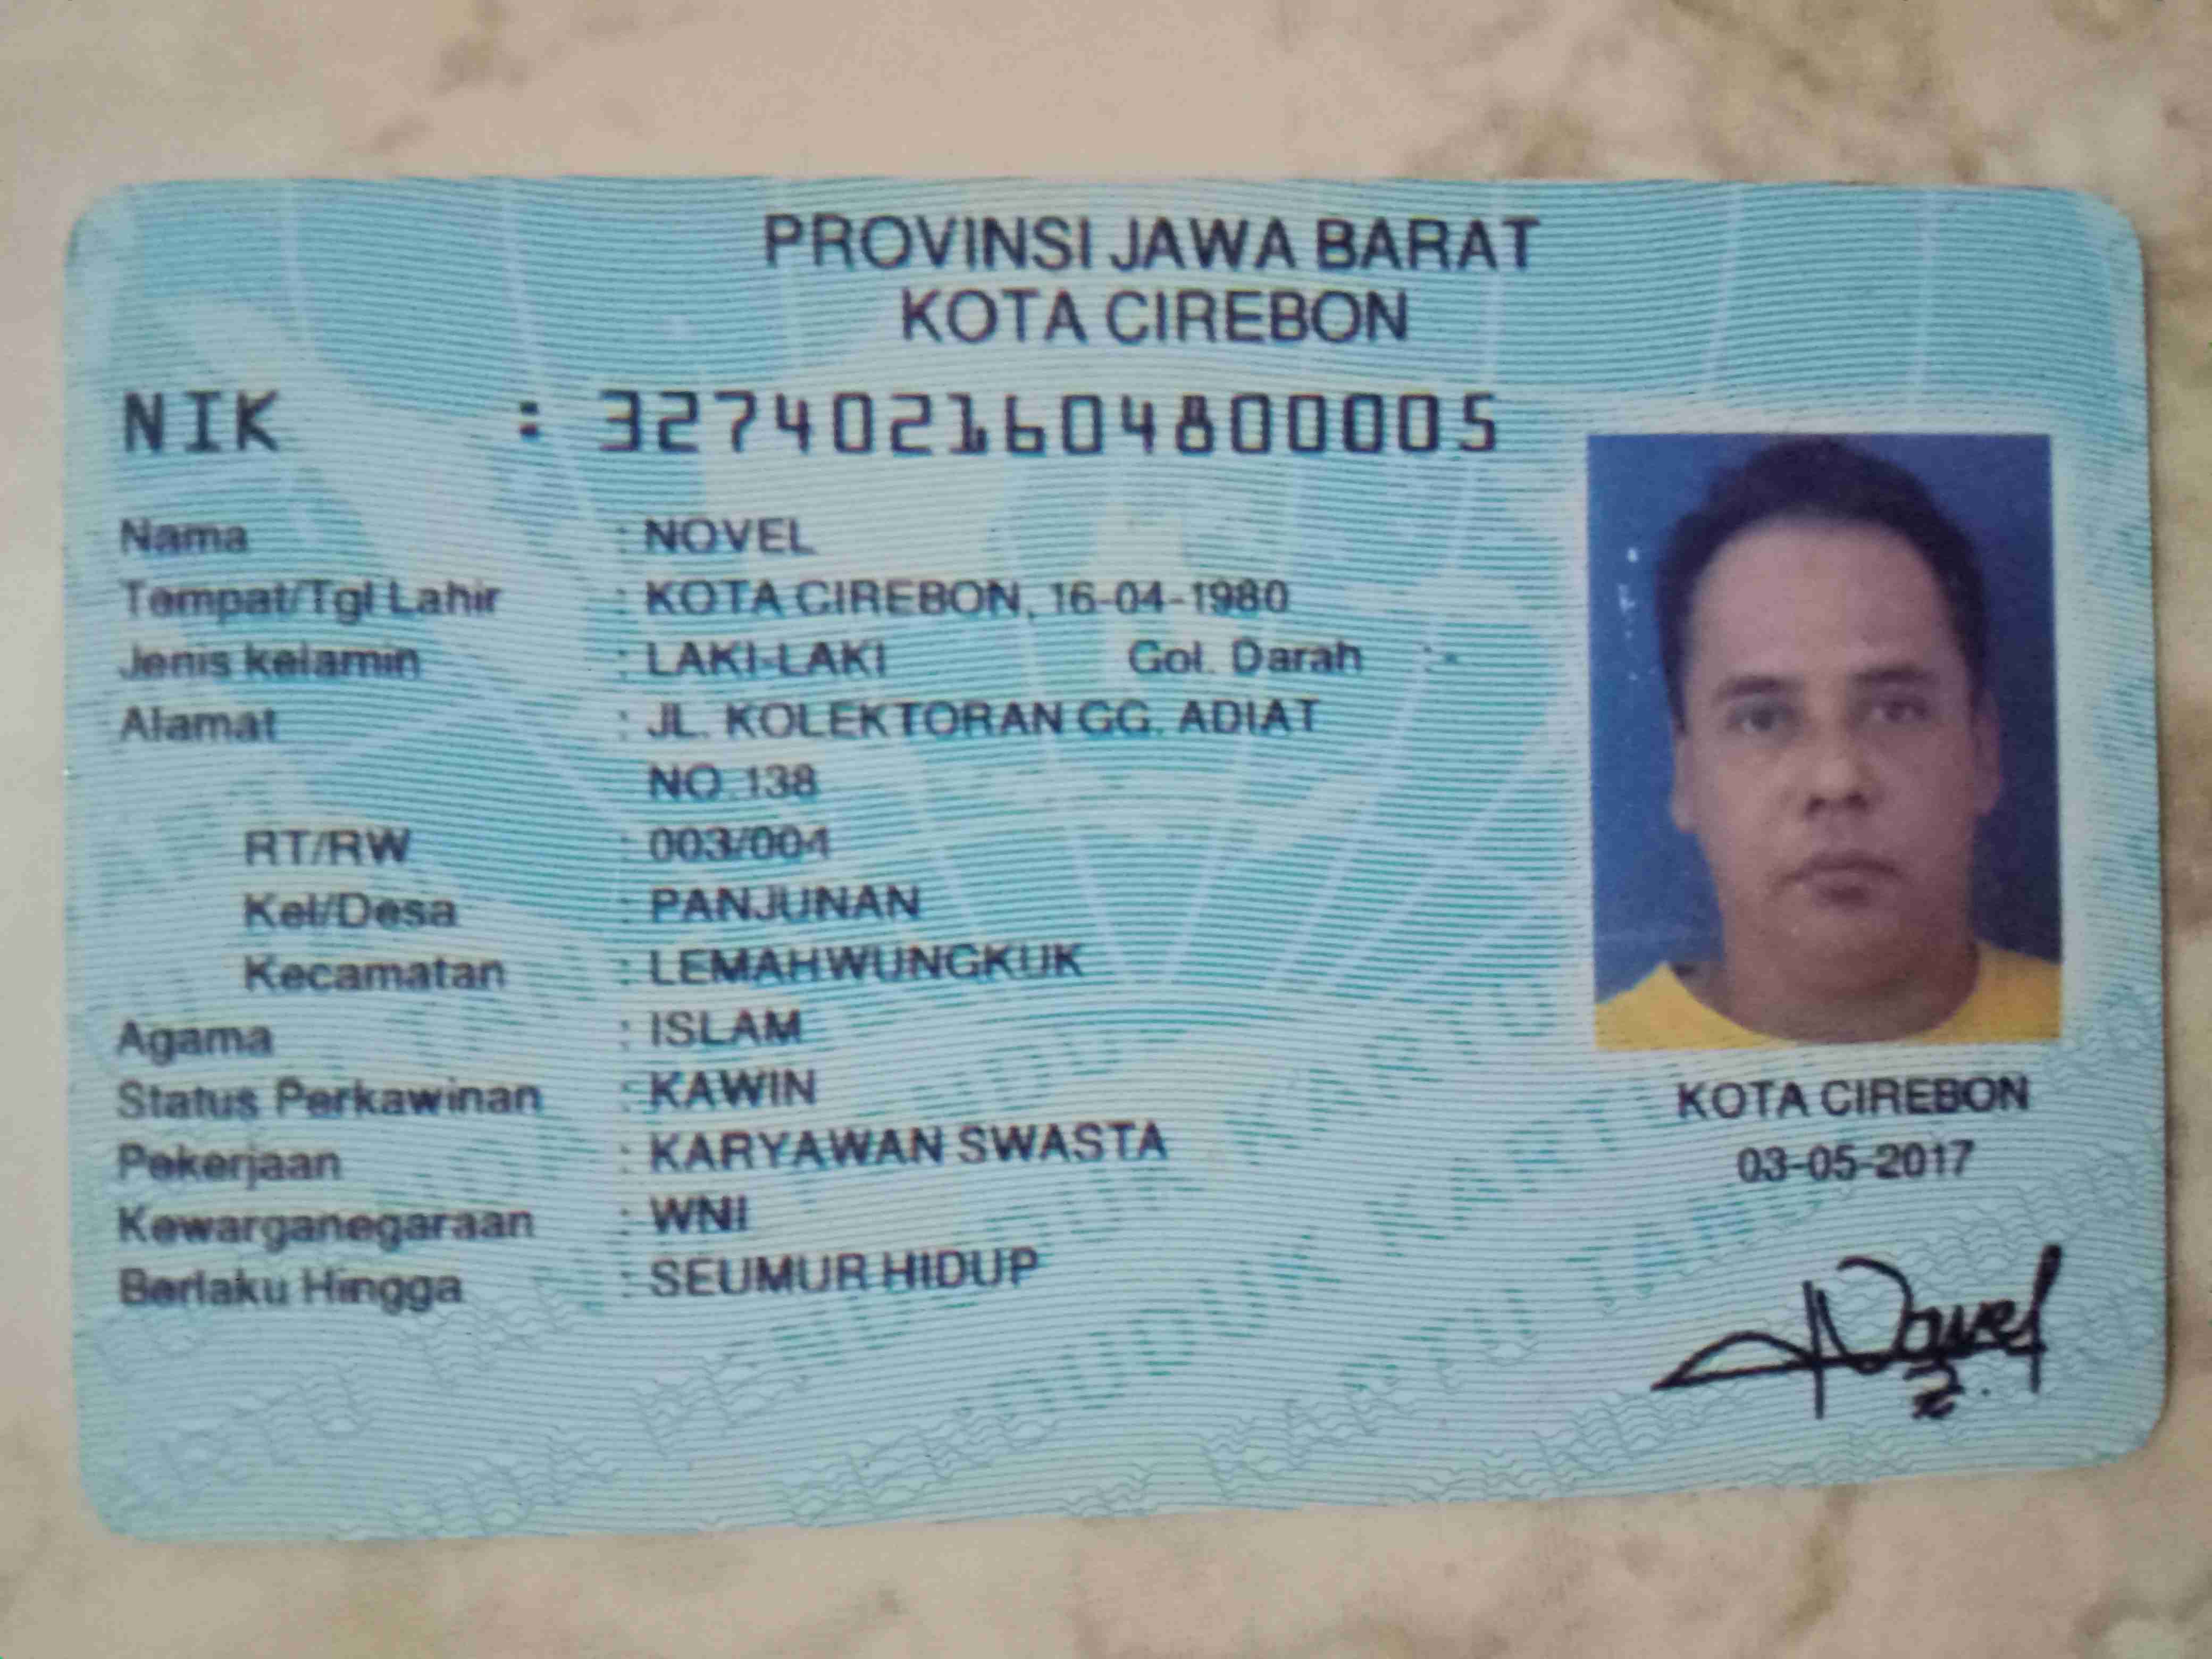 PROVINSI JAWA BARAT
KOTA CIREBON
NIK : 3274021604800005
Nama : NOVEL
Tempat/Tgl Lahir : KOTA CIREBON, 16-04-1980
Jenis kelamin : LAKI-LAKI Gol. Darah : -
Alamat : JL. KOLEKTORAN GG. ADIAT
NO.138
RT/RW : 003/004
Kel/Desa : PANJUNAN
Kecamatan : LEMAHWUNGKUK
Agama : ISLAM
Status Perkawinan : KAWIN
Pekerjaan : KARYAWAN SWASTA
Kewarganegaraan : WNI
Berlaku Hingga : SEUMUR HIDUP
KOTA CIREBON
03-05-2017
Novel